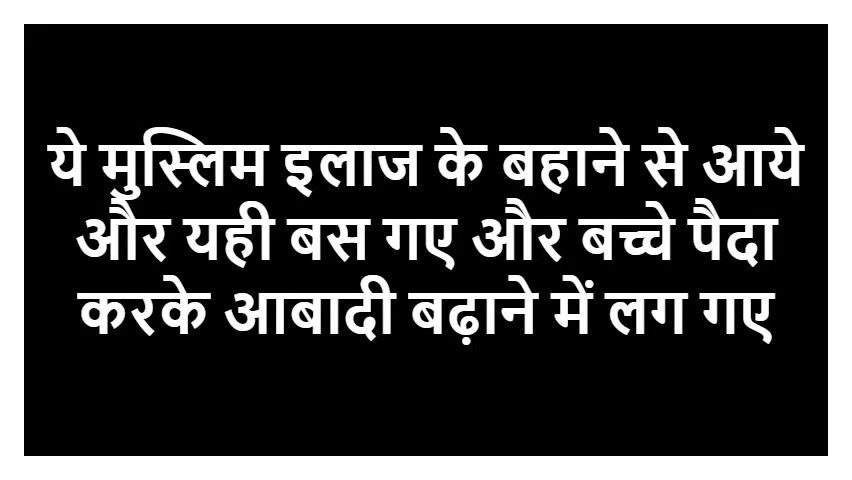 ये मुस्लिम इलाज के बहाने से आये
और यही बस गए और बच्चे पैदा
करके आबादी बढ़ाने में लग गए